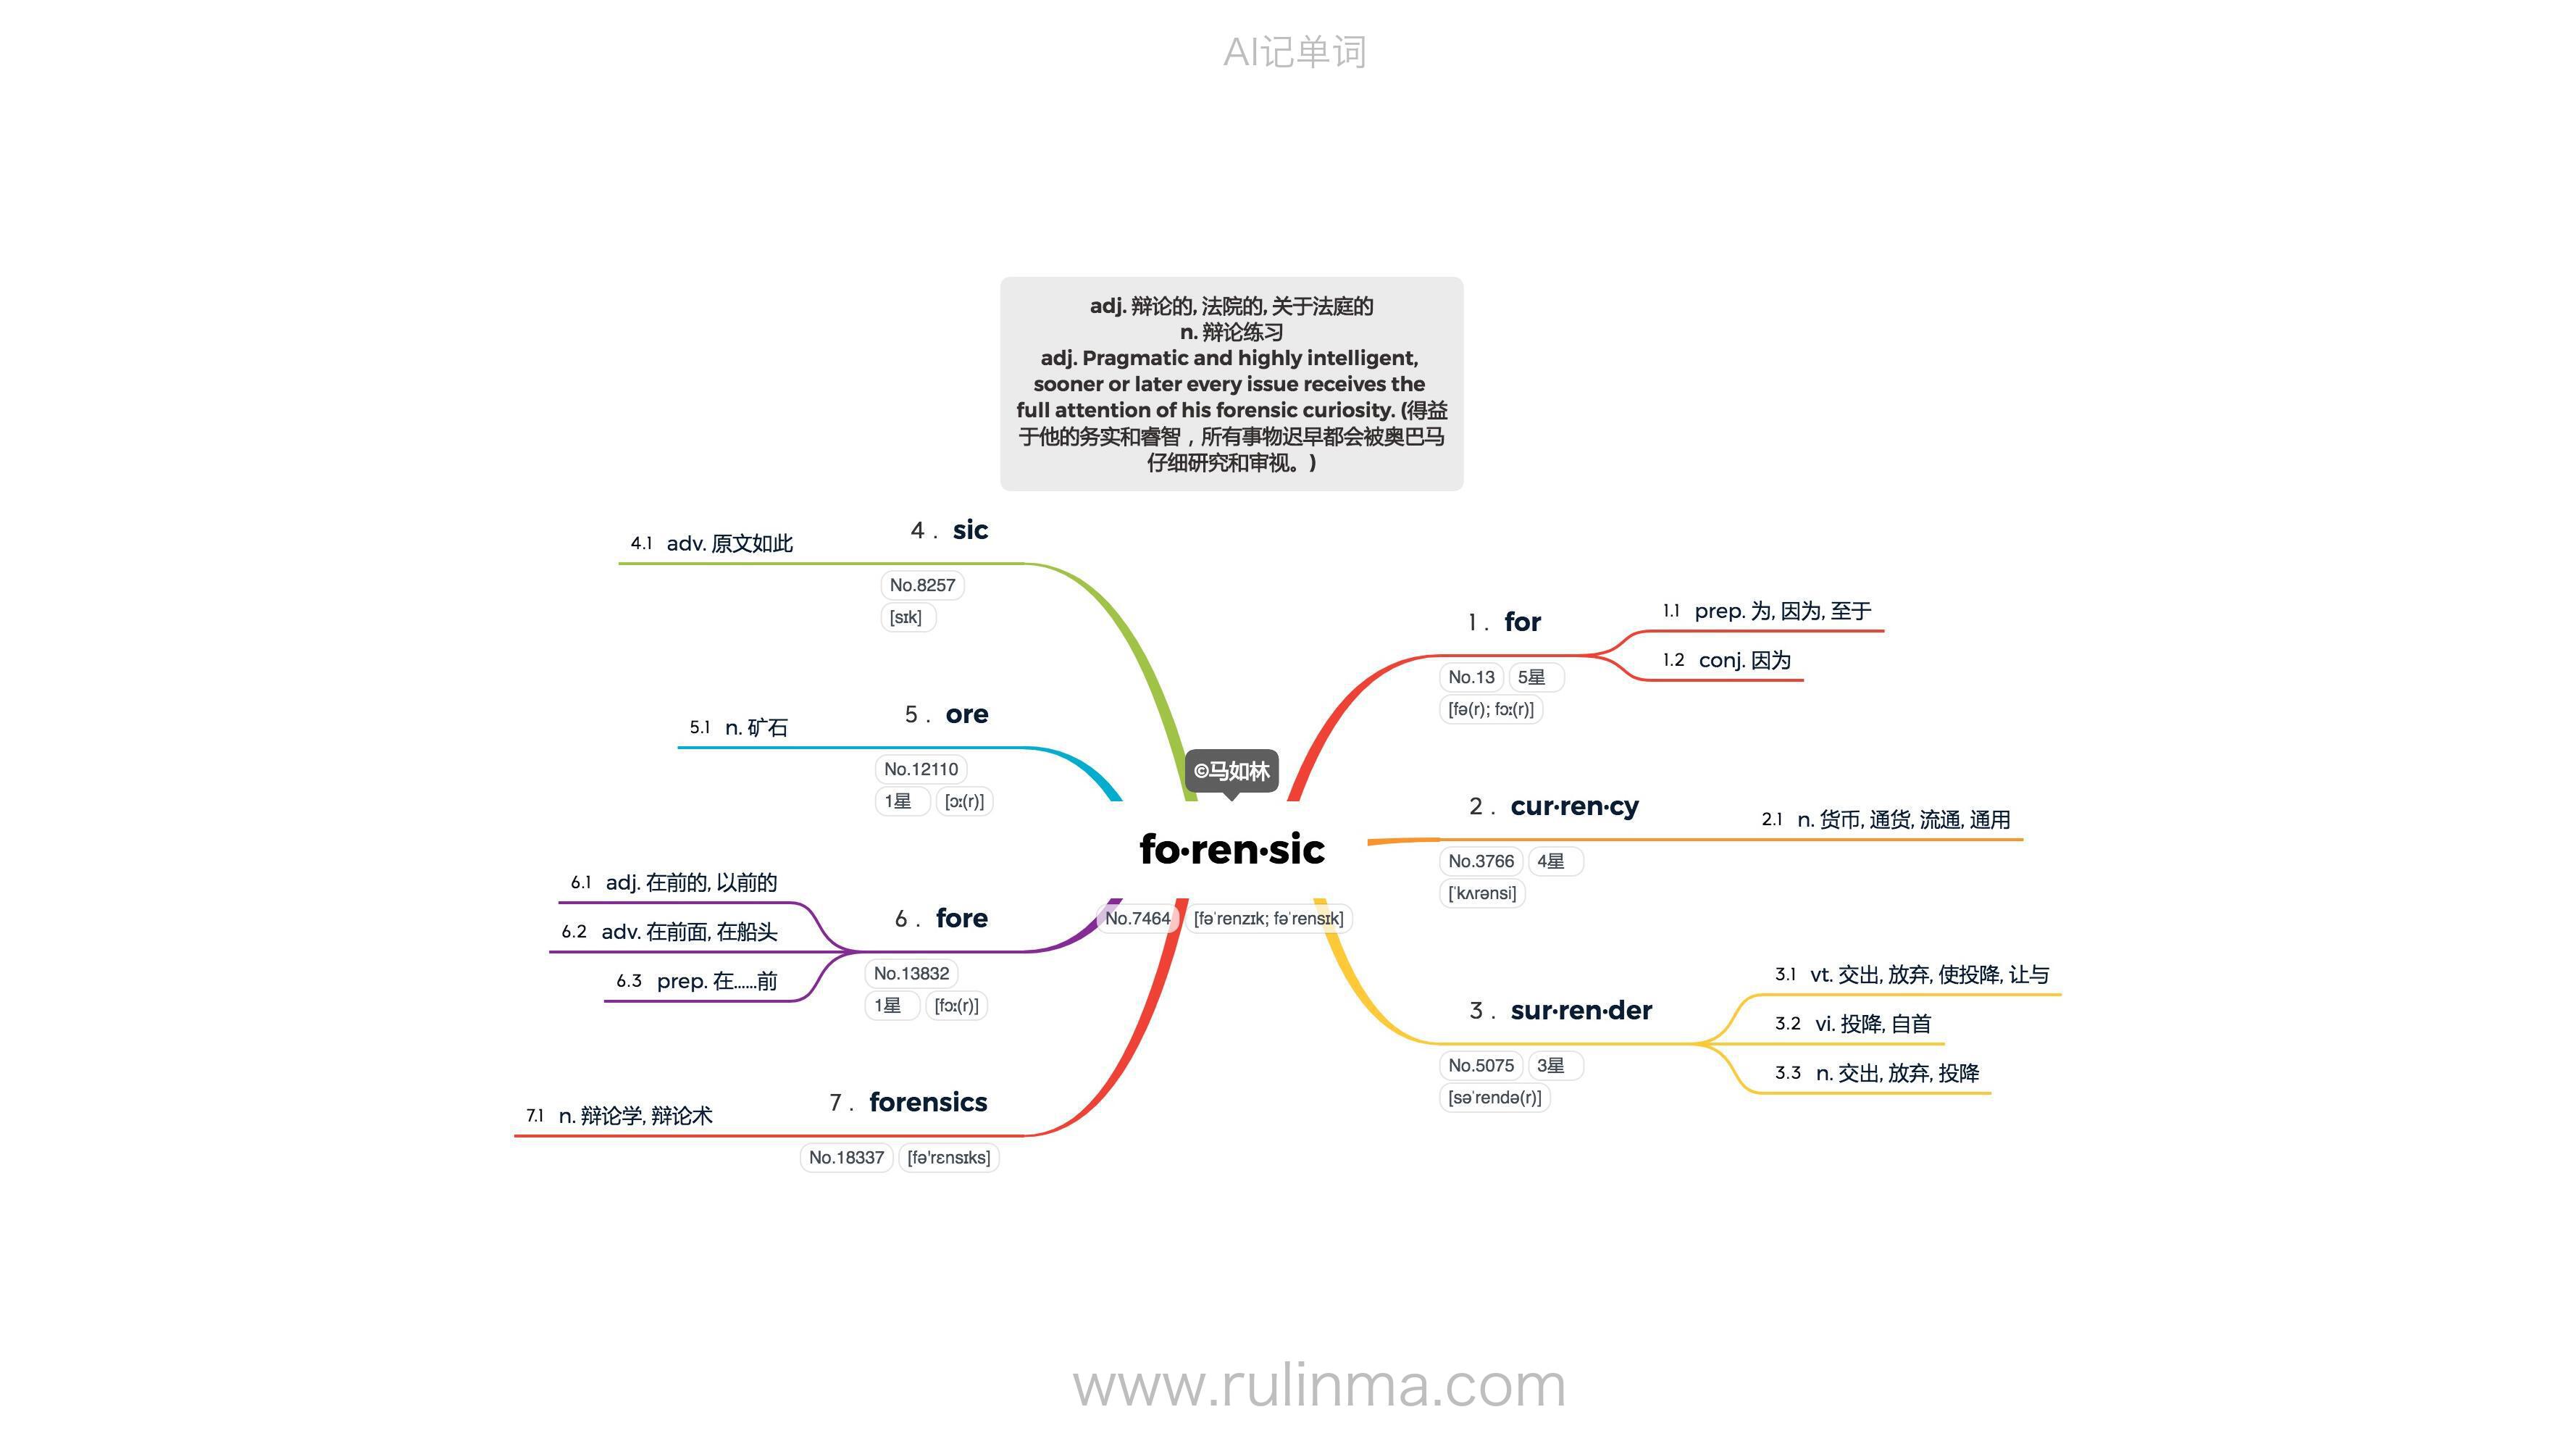 AI记单词
adj. 辩论的, 法院的, 关于法庭的
n. 辩论练习
adj. Pragmatic and highly intelligent,
sooner or later every issue receives the
full attention of his forensic curiosity. (得益
于他的务实和睿智，所有事物迟早都会被奥巴马
仔细研究和审视。)
©马如林
fo·ren·sic
No.7464 [fəˈrenzɪk; fəˈrensɪk]
1. for
No.13 5星
[fə(r); fɔː(r)]
1.1 prep. 为, 因为, 至于
1.2 conj. 因为
2. cur·ren·cy
No.3766 4星
[ˈkʌrənsi]
2.1 n. 货币, 通货, 流通, 通用
3. sur·ren·der
No.5075 3星
[səˈrendə(r)]
3.1 vt. 交出, 放弃, 使投降, 让与
3.2 vi. 投降, 自首
3.3 n. 交出, 放弃, 投降
4. sic
No.8257
[sɪk]
4.1 adv. 原文如此
5. ore
No.12110
1星 [ɔː(r)]
5.1 n. 矿石
6. fore
No.13832
1星 [fɔː(r)]
6.1 adj. 在前的, 以前的
6.2 adv. 在前面, 在船头
6.3 prep. 在......前
7. forensics
No.18337 [fə'rɛnsɪks]
7.1 n. 辩论学, 辩论术
www.rulinma.com